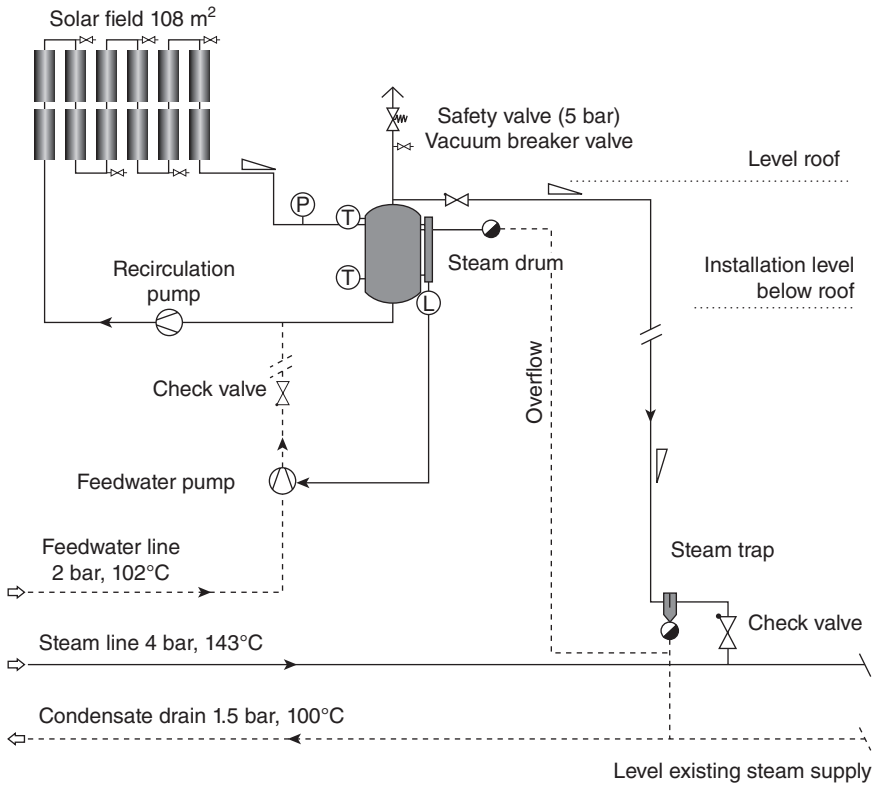 Solar field 108 m²
Safety valve (5 bar)
Vacuum breaker valve
Level roof
P
T
Recirculation
pump
T
Steam drum
Installation level
below roof
L
Check valve
Overflow
Feedwater pump
Feedwater line
2 bar, 102°C
Steam trap
Check valve
Steam line 4 bar, 143°C
Condensate drain 1.5 bar, 100°C
Level existing steam supply